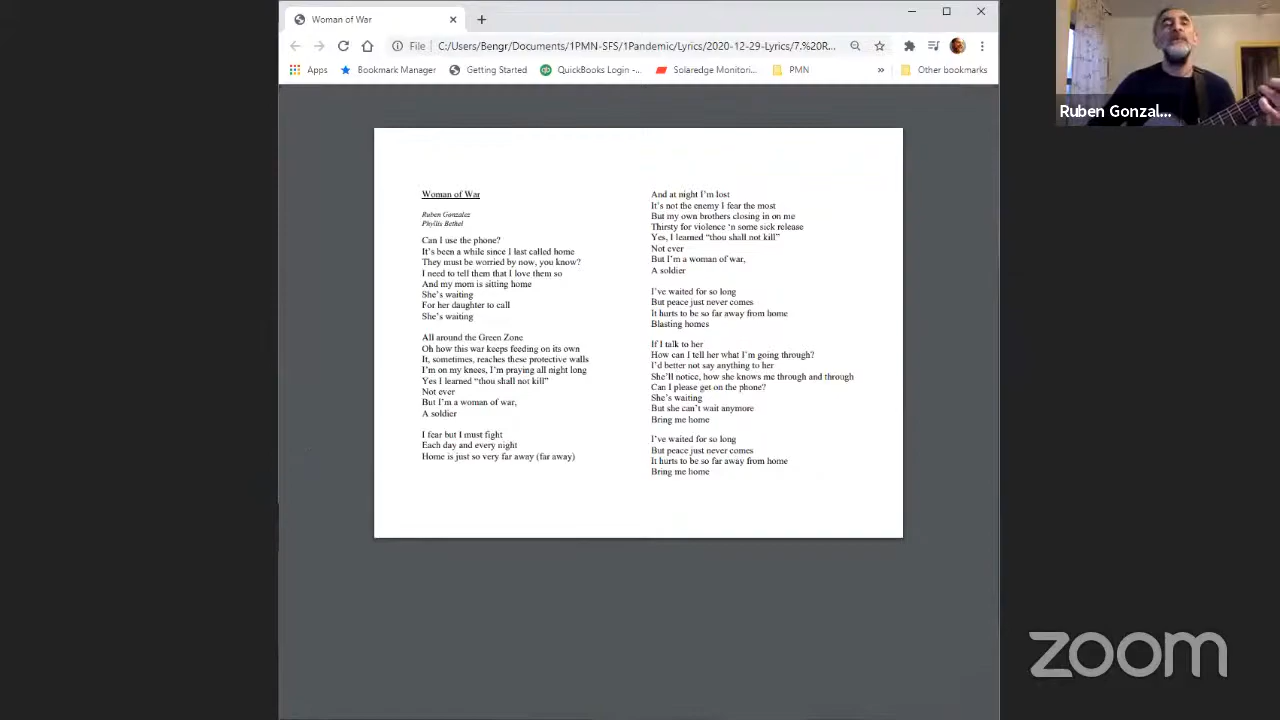 Woman of War
File
C:/Users/Bengr/Documents/1PMN-SFS/1Pandemic/Lyrics/2020-12-29-Lyrics/7.%20R...
Apps
Bookmark Manager
Getting Started
QuickBooks Login -...
Solaredge Monitori...
PMN
»
Other bookmarks
Woman of War
Ruben Gonzalez
Phyllis Bethel
Can I use the phone?
It's been a while since I last called home
They must be worried by now, you know?
I need to tell them that I love them so
And my mom is sitting home
She's waiting
For her daughter to call
She's waiting
All around the Green Zone
Oh how this war keeps feeding on its own
It, sometimes, reaches these protective walls
I'm on my knees, I'm praying all night long
Yes I learned “thou shall not kill”
Not ever
But I'm a woman of war,
A soldier
I fear but I must fight
Each day and every night
Home is just so very far away (far away)
And at night I'm lost
It's not the enemy I fear the most
But my own brothers closing in on me
Thirsty for violence 'n some sick release
Yes, I learned “thou shall not kill”
Not ever
But I'm a woman of war,
A soldier
I've waited for so long
But peace just never comes
It hurts to be so far away from home
Blasting homes
If I talk to her
How can I tell her what I'm going through?
I'd better not say anything to her
She'll notice, how she knows me through and through
Can I please get on the phone?
She's waiting
But she can't wait anymore
Bring me home
I've waited for so long
But peace just never comes
It hurts to be so far away from home
Bring me home
Ruben Gonzal...
zoom